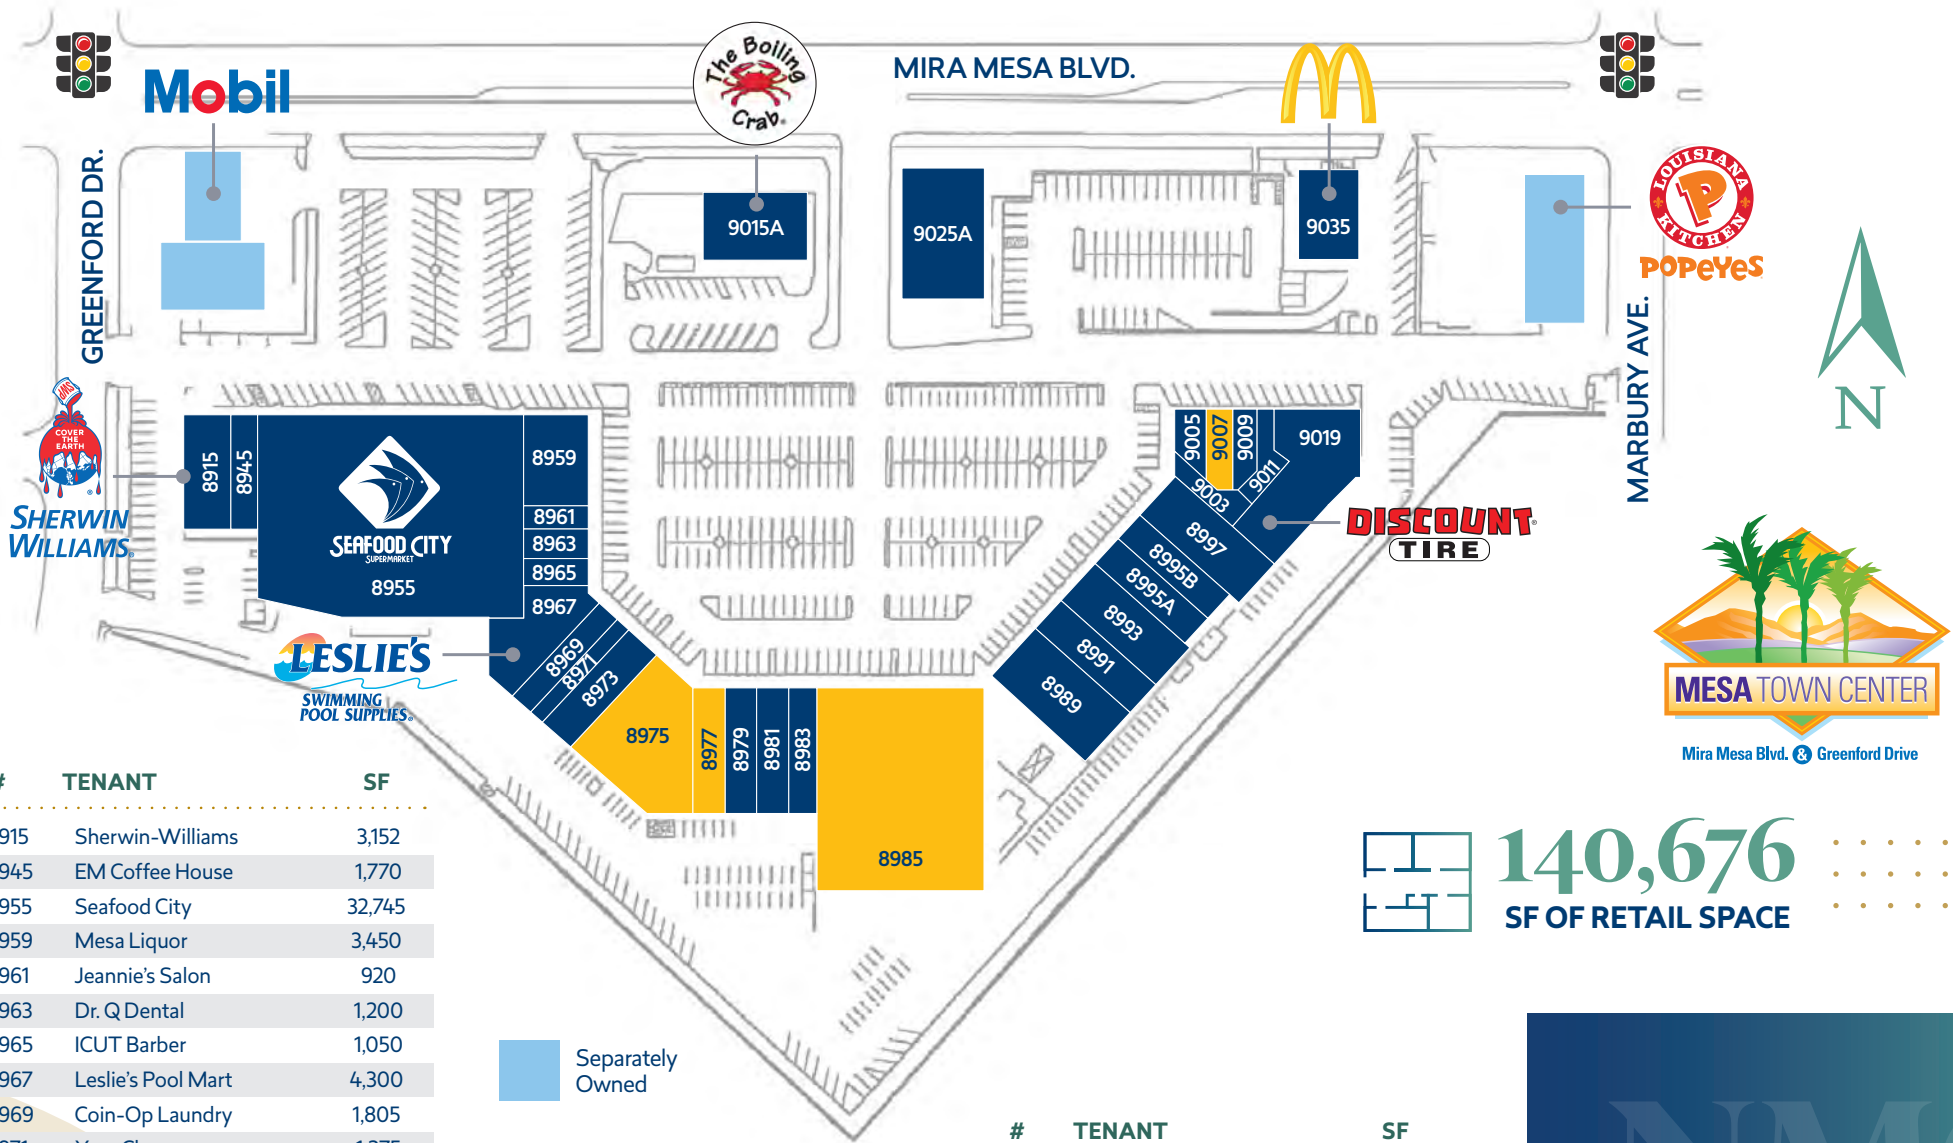 MIRA MESA BLVD.
Mobil
The Boiling
Crab
GREENFORD DR.
9015A
9025A
9035
LOUISIANA
KITCHEN
POPEYES
MARBURY AVE.
N
SWP
COVER
THE
EARTH
SHERWIN
WILLIAMS®
8915
8945
SEAFOOD CITY
SUPERMARKET
8955
8959
8961
8963
8965
8967
8969
8971
8973
8975
8977
8979
8981
8983
8985
8989
8991
8993
8995A
8995B
8997
9003
9005
9007
9009
9011
9019
DISCOUNT
TIRE
LESLIE'S
SWIMMING
POOL SUPPLIES®
MESA TOWN CENTER
Mira Mesa Blvd. & Greenford Drive
140,676
SF OF RETAIL SPACE
# TENANT SF
915 Sherwin-Williams 3,152
945 EM Coffee House 1,770
955 Seafood City 32,745
959 Mesa Liquor 3,450
961 Jeannie's Salon 920
963 Dr. Q Dental 1,200
965 ICUT Barber 1,050
967 Leslie's Pool Mart 4,300
969 Coin-Op Laundry 1,805
Separately
Owned
# TENANT SF
NM